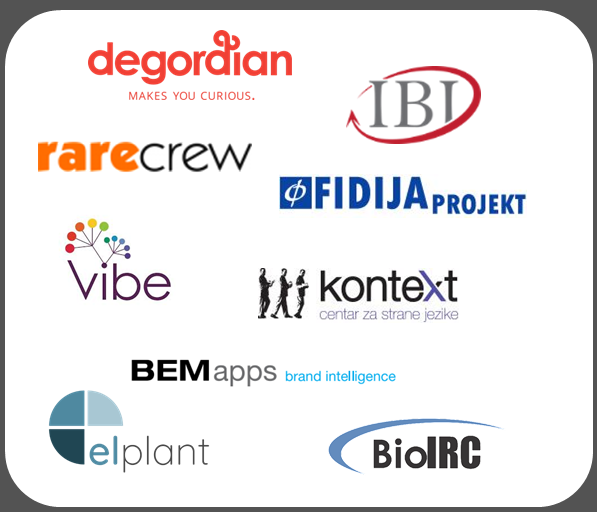 degordian
MAKES YOU CURIOUS.
IBI
rarecrew
FIDIJA PROJEKT
vibe
kontext
centar za strane jezike
BEMapps brand intelligence
elplant
BioIRC